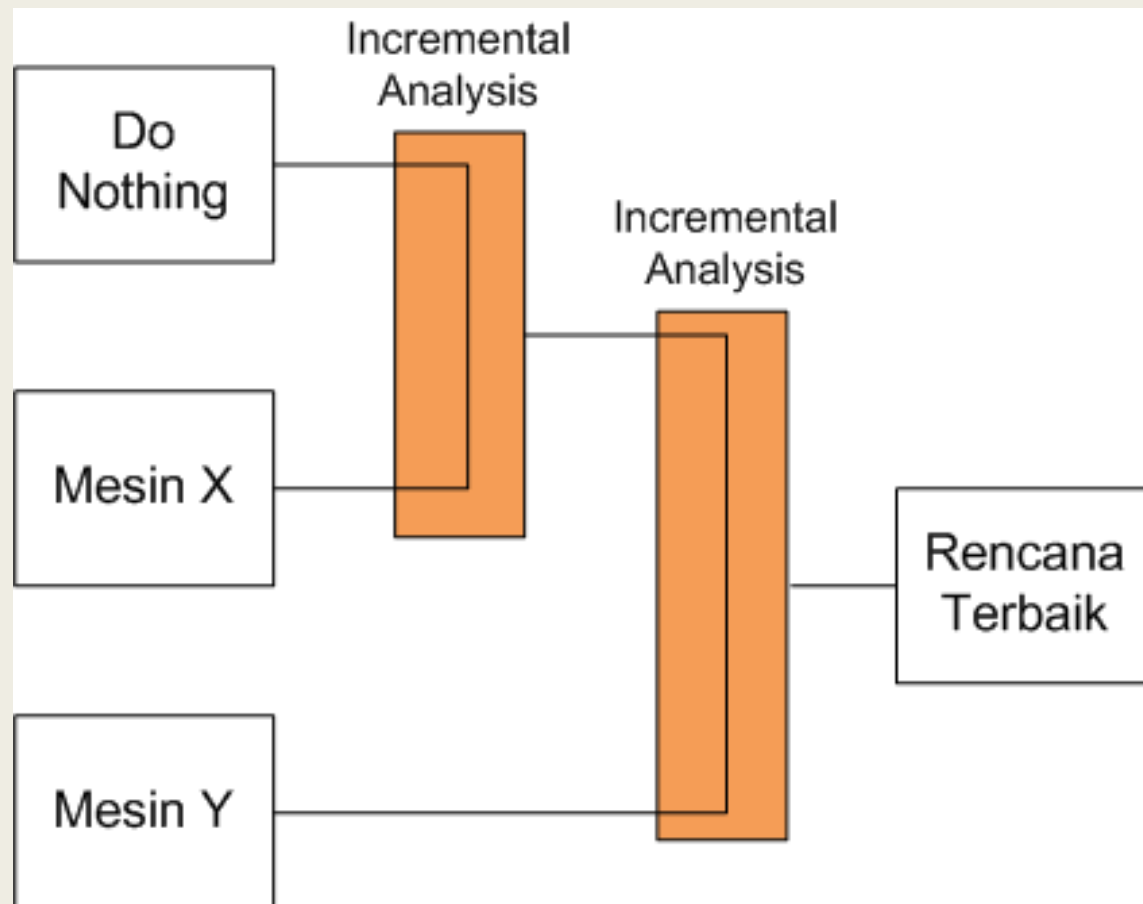 Incremental
Analysis
Do
Nothing
Incremental
Analysis
Mesin X
Rencana
Terbaik
Mesin Y